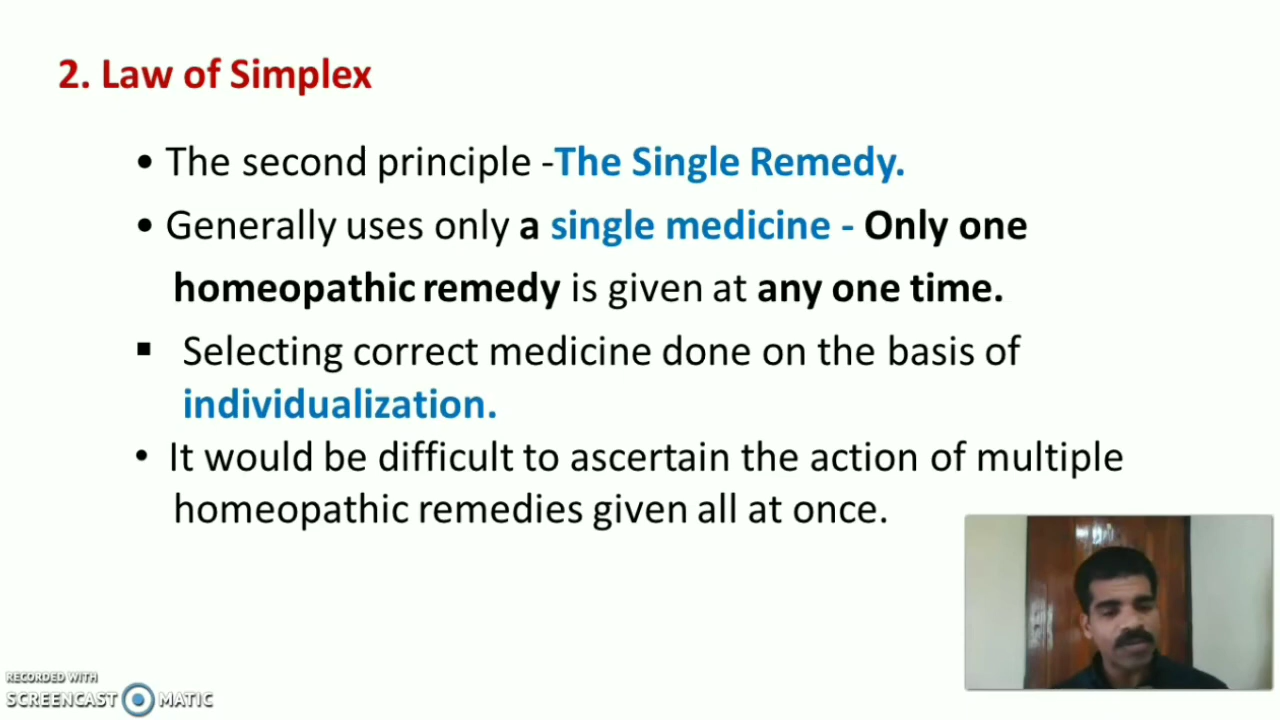 2. Law of Simplex
• The second principle -The Single Remedy.
• Generally uses only a single medicine - Only one
homeopathic remedy is given at any one time.
▪ Selecting correct medicine done on the basis of
individualization.
• It would be difficult to ascertain the action of multiple
homeopathic remedies given all at once.
RECORDED WITH
SCREENCAST MATIC